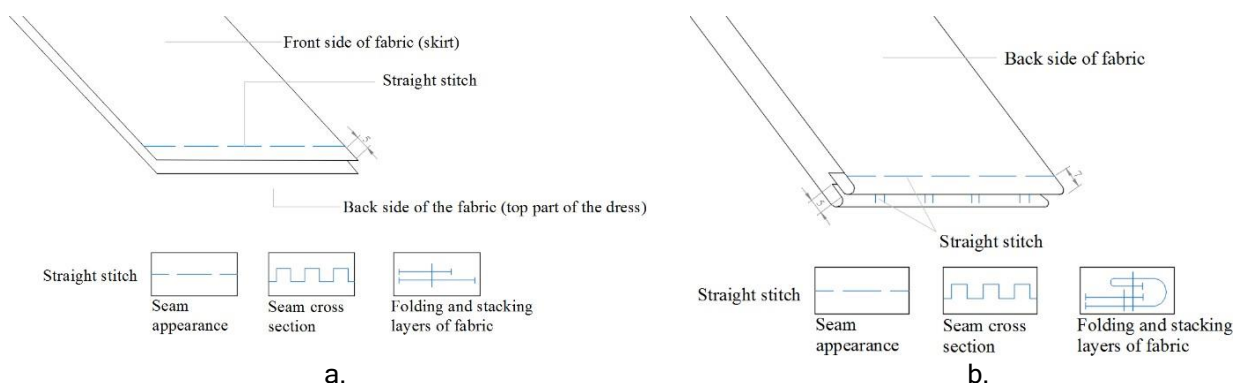 Front side of fabric (skirt)
Straight stitch
5
Back side of the fabric (top part of the dress)
Straight stitch
Seam
appearance
Seam cross
section
Folding and stacking
layers of fabric
a.
Back side of fabric
7
5
Straight stitch
Straight stitch
Seam
appearance
Seam cross
section
Folding and stacking
layers of fabric
b.